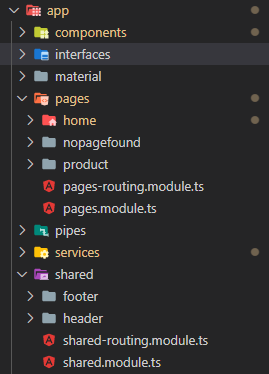 app
components
interfaces
material
pages
home
nopagefound
product
pages-routing.module.ts
pages.module.ts
pipes
services
shared
footer
header
shared-routing.module.ts
shared.module.ts